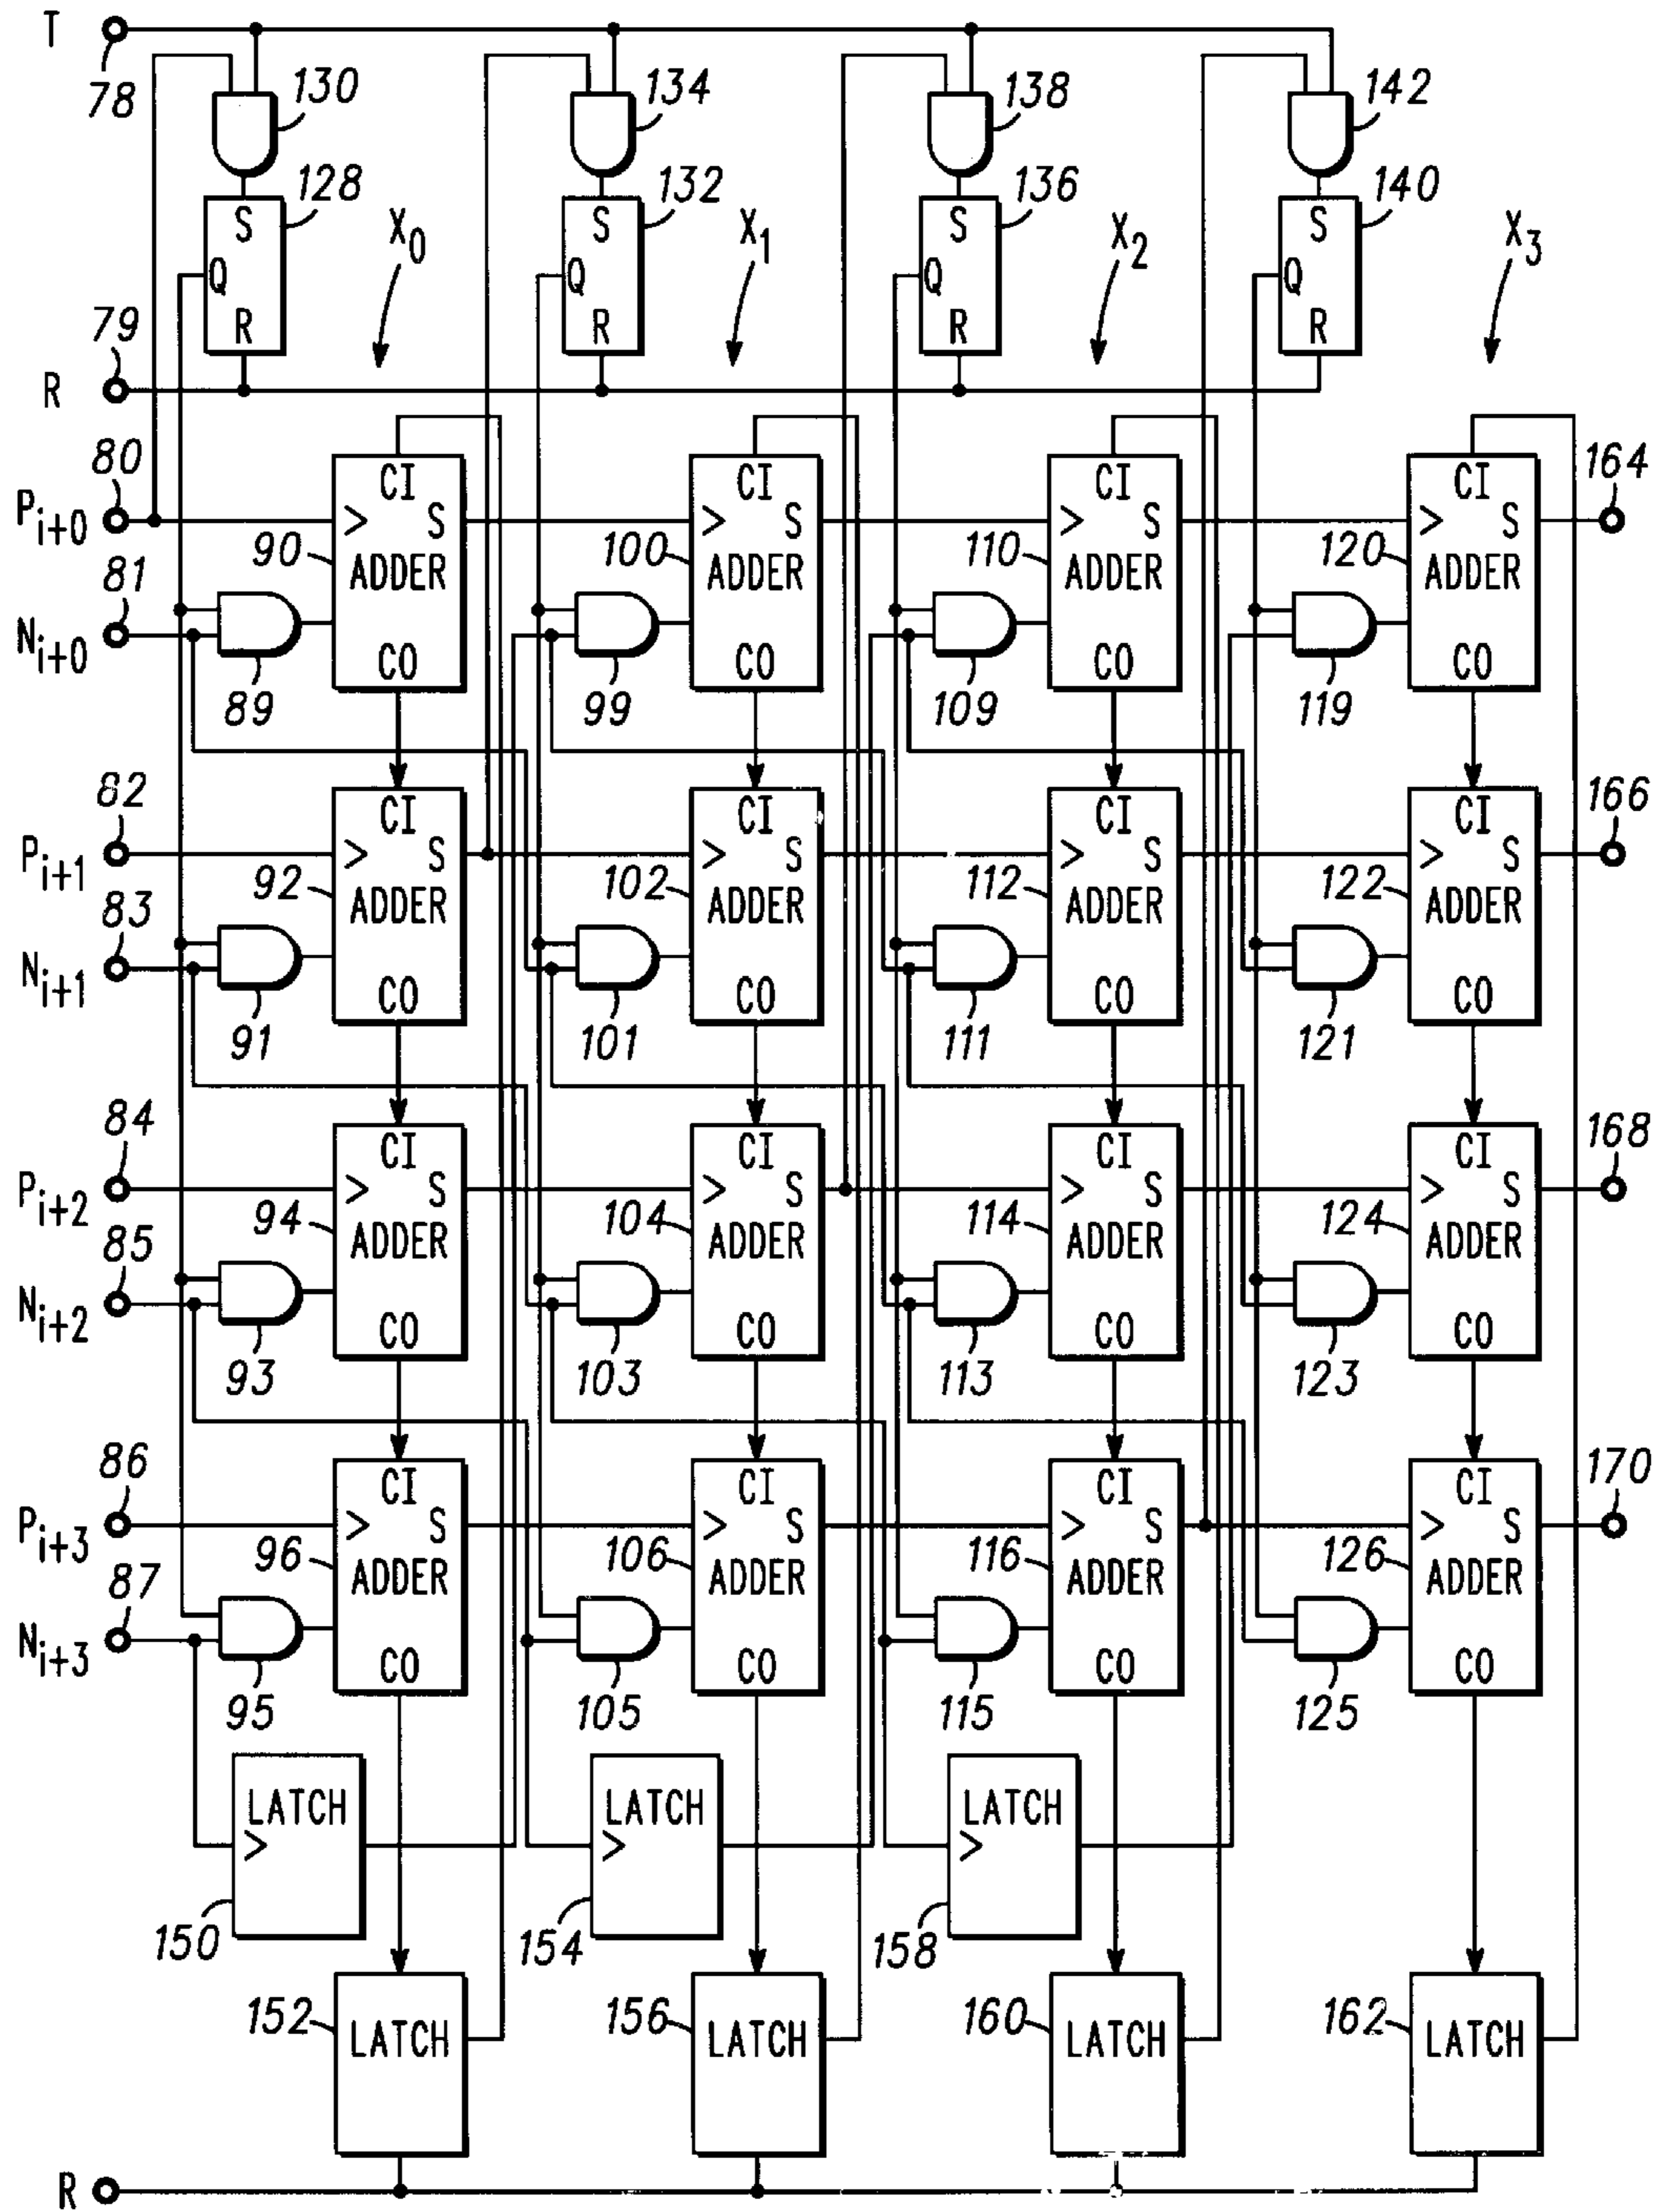 T
78
130
134
138
142
128
132
136
140
S
S
S
S
X0
X1
X2
X3
Q
Q
Q
Q
R
R
R
R
79
R
80
Pi+0
CI
CI
CI
CI
164
> S
> S
> S
> S
81
90
ADDER
100
ADDER
110
ADDER
120
ADDER
Ni+0
CO
CO
CO
CO
89
99
109
119
82
Pi+1
CI
CI
CI
CI
166
> S
> S
> S
> S
83
92
ADDER
102
ADDER
112
ADDER
122
ADDER
Ni+1
CO
CO
CO
CO
91
101
111
121
84
Pi+2
CI
CI
CI
CI
168
> S
> S
> S
> S
85
94
ADDER
104
ADDER
114
ADDER
124
ADDER
Ni+2
CO
CO
CO
CO
93
103
113
123
86
Pi+3
CI
CI
CI
CI
170
> S
> S
> S
> S
87
96
ADDER
106
ADDER
116
ADDER
126
ADDER
Ni+3
CO
CO
CO
CO
95
105
115
125
LATCH
LATCH
LATCH
>
>
>
150
154
158
152
LATCH
156
LATCH
160
LATCH
162
LATCH
R